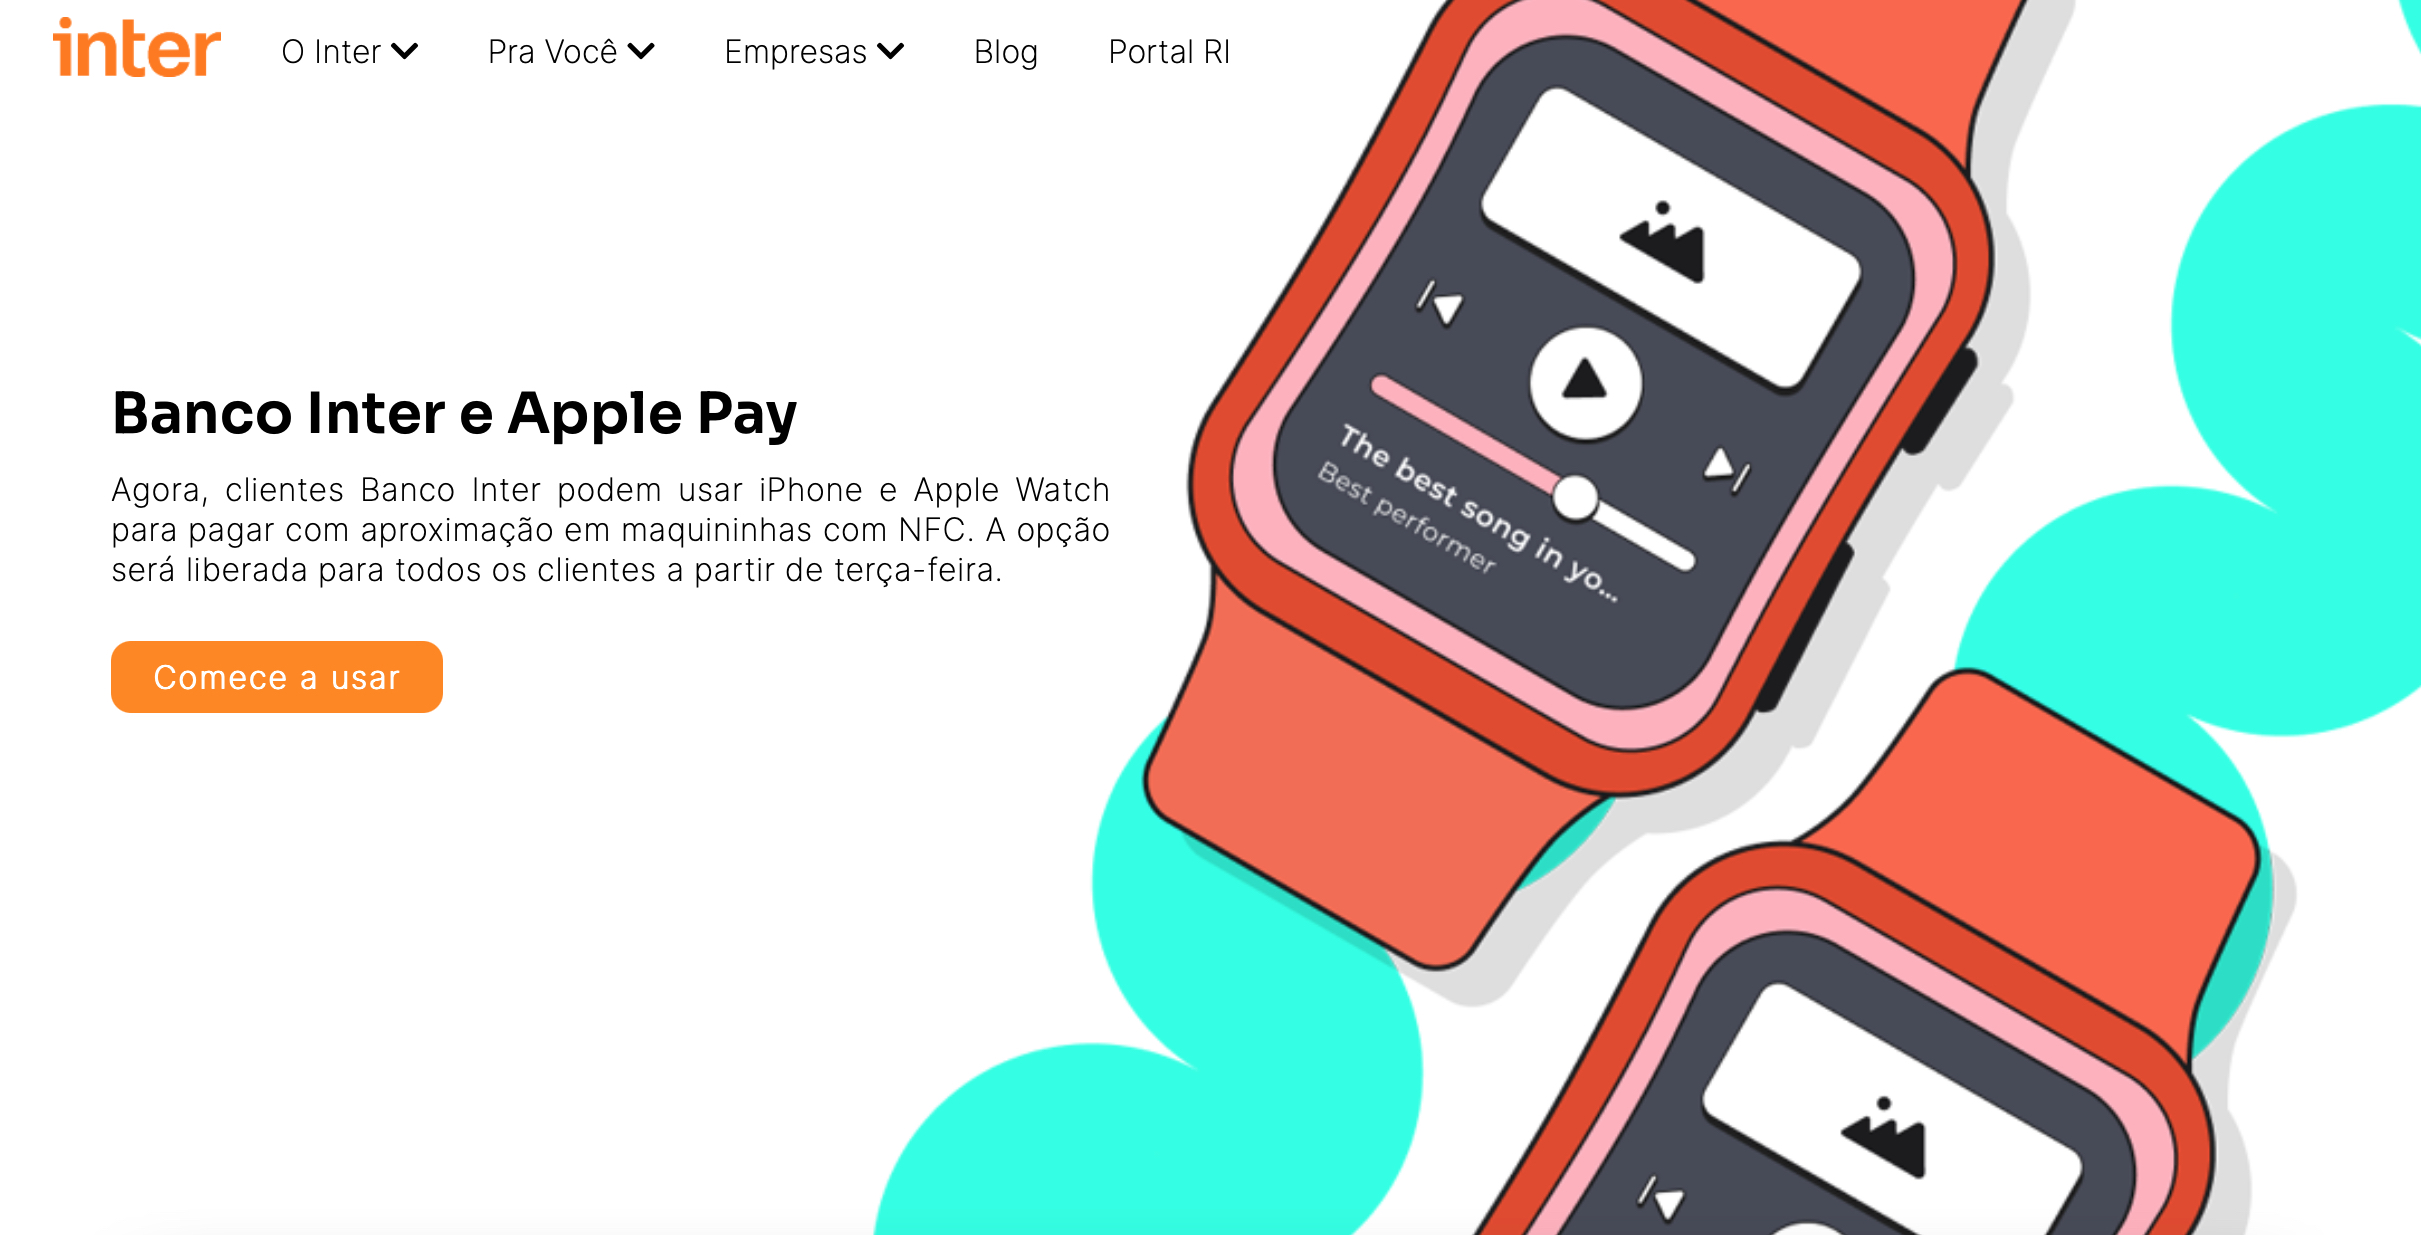 inter
O Inter
Pra Você
Empresas
Blog
Portal RI
Banco Inter e Apple Pay
Agora, clientes Banco Inter podem usar iPhone e Apple Watch
para pagar com aproximação em maquininhas com NFC. A opção
será liberada para todos os clientes a partir de terça-feira.
Comece a usar
The best song in yo...
Best performer